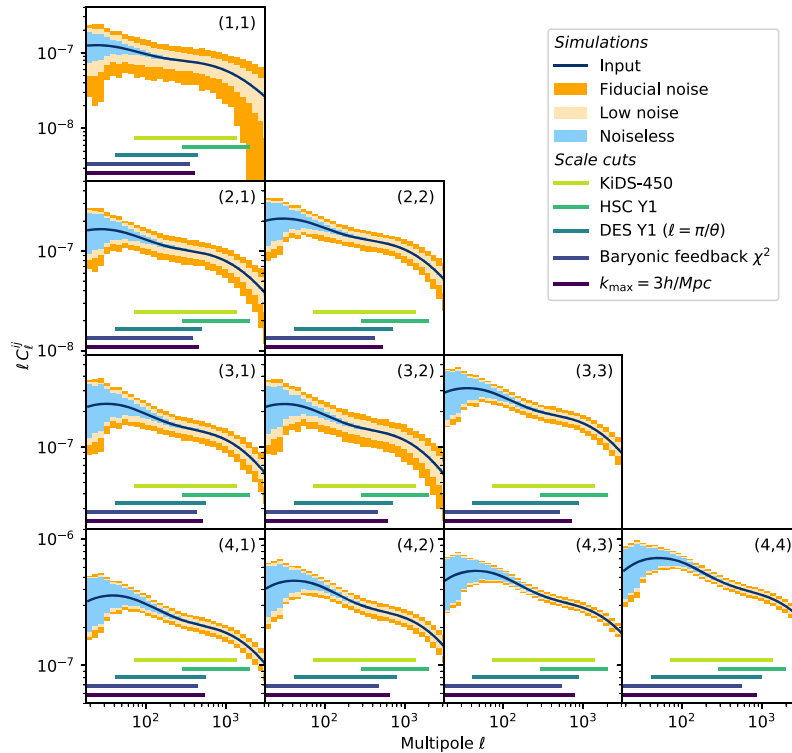 (1,1)
10⁻⁷
10⁻⁸
Simulations
Input
Fiducial noise
Low noise
Noiseless
Scale cuts
KiDS-450
HSC Y1
DES Y1 (ℓ = π/θ)
Baryonic feedback χ²
k_max = 3h/Mpc
(2,1)
(2,2)
10⁻⁷
10⁻⁸
ℓ C_ℓ^{ij}
(3,1)
(3,2)
(3,3)
10⁻⁷
(4,1)
(4,2)
(4,3)
(4,4)
10⁻⁶
10⁻⁷
10² 10³ 10² 10³ 10² 10³ 10² 10³
Multipole ℓ